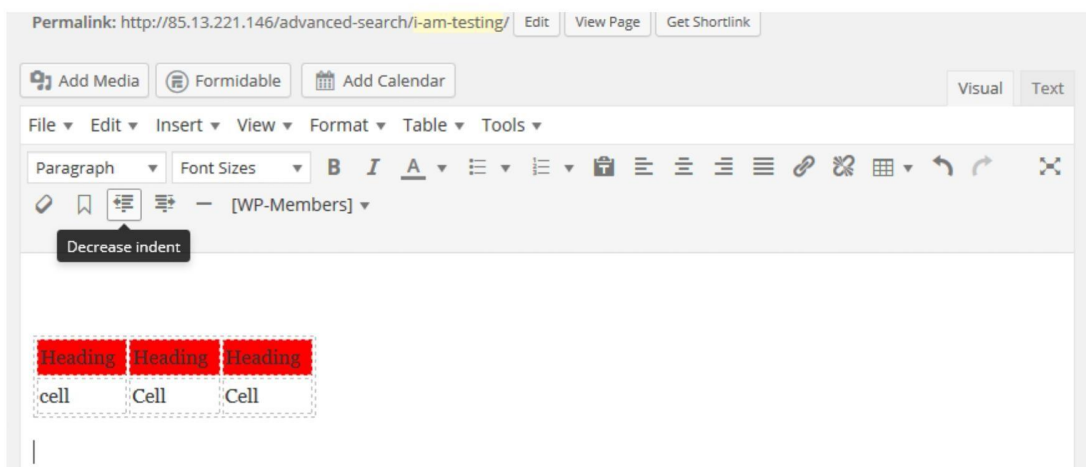 Permalink: http://85.13.221.146/advanced-search/i-am-testing/ Edit View Page Get Shortlink
Add Media Formidable Add Calendar
Visual Text
File Edit Insert View Format Table Tools
Paragraph Font Sizes B I A T
[WP-Members]
Decrease indent
Heading Heading Heading
cell Cell Cell